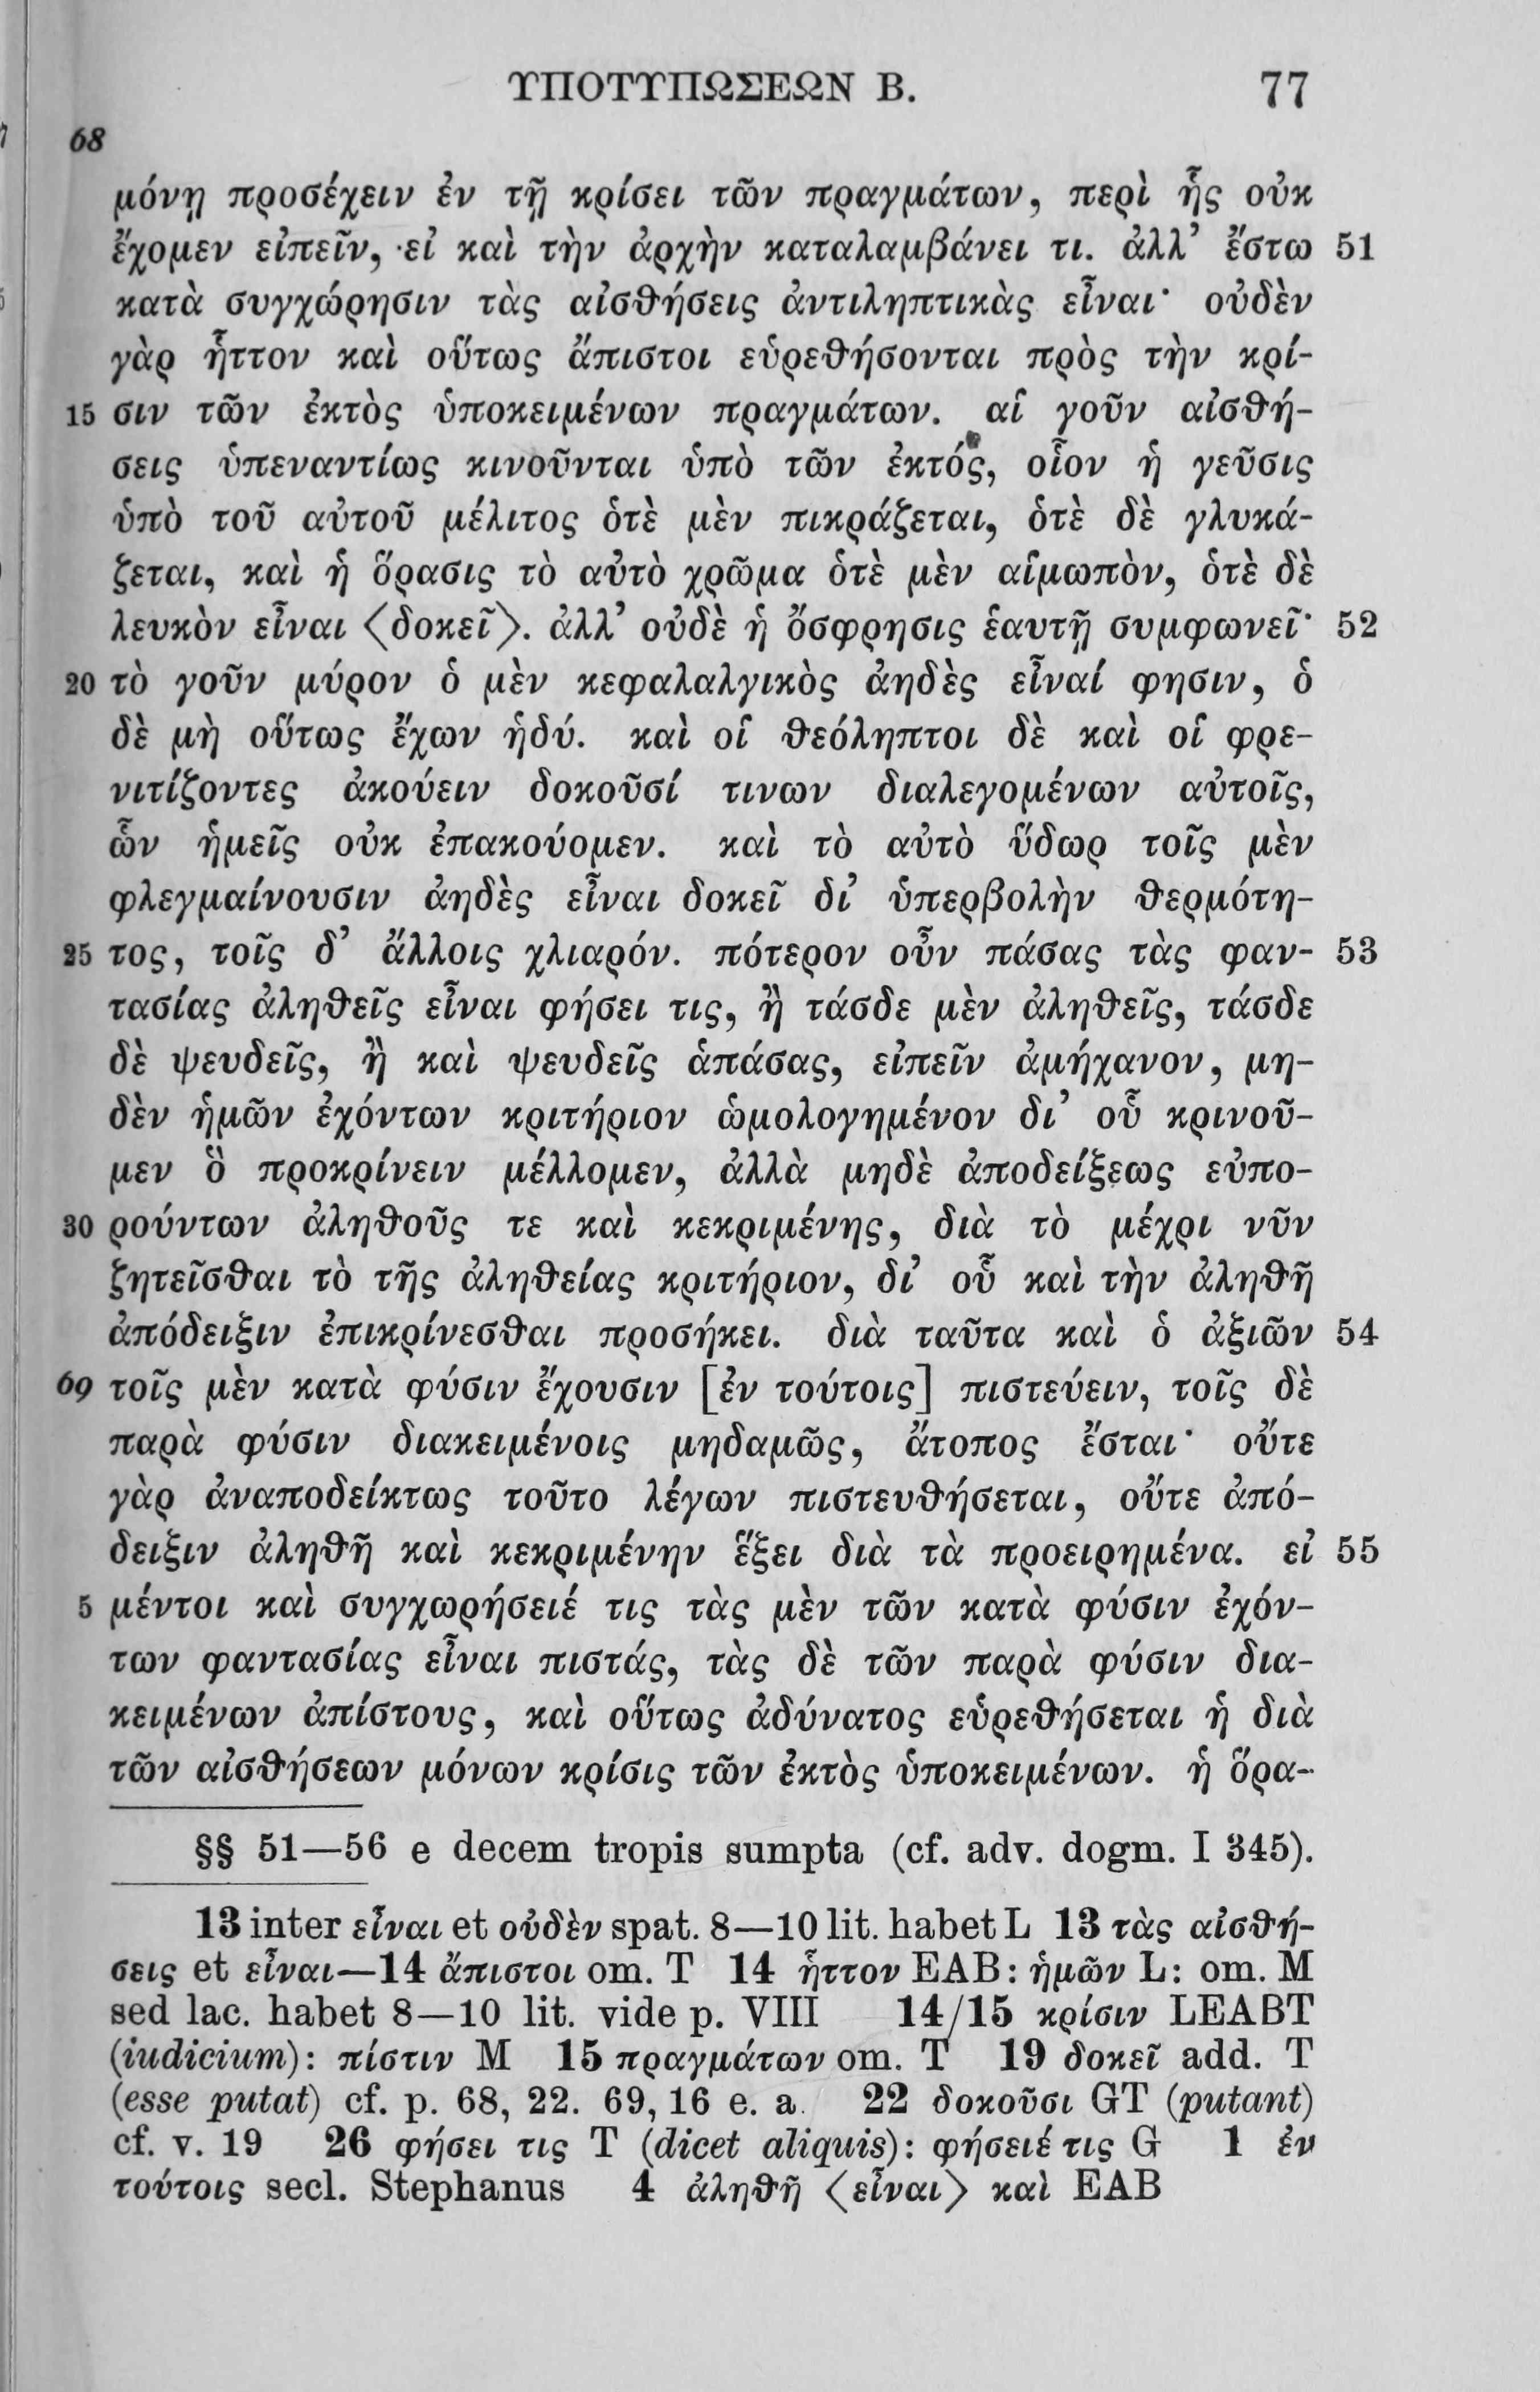 ΥΠΟΤΥΠΩΣΕΩΝ Β. 77
68
μόνῃ προσέχειν ἐν τῇ κρίσει τῶν πραγμάτων, περὶ ἧς οὐκ
ἔχομεν εἰπεῖν, εἰ καὶ τὴν ἀρχὴν καταλαμβάνει τι. ἀλλ’ ἔστω 51
κατὰ συγχώρησιν τὰς αἰσθήσεις ἀντιληπτικὰς εἶναι· οὐδὲν
γὰρ ἧττον καὶ οὕτως ἄπιστοι εὑρεθήσονται πρὸς τὴν κρί-
15 σιν τῶν ἐκτὸς ὑποκειμένων πραγμάτων. αἱ γοῦν αἰσθή-
σεις ὑπεναντίως κινοῦνται ὑπὸ τῶν ἐκτός, οἷον ἡ γεῦσις
ὑπὸ τοῦ αὐτοῦ μέλιτος ὁτὲ μὲν πικράζεται, ὁτὲ δὲ γλυκά-
ζεται, καὶ ἡ ὅρασις τὸ αὐτὸ χρῶμα ὁτὲ μὲν αἱμωπὸν, ὁτὲ δὲ
λευκὸν εἶναι ⟨δοκεῖ⟩. ἀλλ’ οὐδὲ ἡ ὄσφρησις ἑαυτῇ συμφωνεῖ· 52
20 τὸ γοῦν μύρον ὁ μὲν κεφαλαλγικὸς ἀηδὲς εἶναί φησιν, ὁ
δὲ μὴ οὕτως ἔχων ἡδύ. καὶ οἱ θεόληπτοι δὲ καὶ οἱ φρε-
νιτίζοντες ἀκούειν δοκοῦσί τινων διαλεγομένων αὐτοῖς,
ὧν ἡμεῖς οὐκ ἐπακούομεν. καὶ τὸ αὐτὸ ὕδωρ τοῖς μὲν
φλεγμαίνουσιν ἀηδὲς εἶναι δοκεῖ δι’ ὑπερβολὴν θερμότη-
25 τος, τοῖς δ’ ἄλλοις χλιαρόν. πότερον οὖν πάσας τὰς φαν- 53
τασίας ἀληθεῖς εἶναι φήσει τις, ἢ τάσδε μὲν ἀληθεῖς, τάσδε
δὲ ψευδεῖς, ἢ καὶ ψευδεῖς ἁπάσας, εἰπεῖν ἀμήχανον, μη-
δὲν ἡμῶν ἐχόντων κριτήριον ὡμολογημένον δι’ οὗ κρινοῦ-
μεν ὃ προκρίνειν μέλλομεν, ἀλλὰ μηδὲ ἀποδείξεως εὐπο-
30 ρούντων ἀληθοῦς τε καὶ κεκριμένης, διὰ τὸ μέχρι νῦν
ζητεῖσθαι τὸ τῆς ἀληθείας κριτήριον, δι’ οὗ καὶ τὴν ἀληθῆ
ἀπόδειξιν ἐπικρίνεσθαι προσήκει. διὰ ταῦτα καὶ ὁ ἀξιῶν 54
69 τοῖς μὲν κατὰ φύσιν ἔχουσιν [ἐν τούτοις] πιστεύειν, τοῖς δὲ
παρὰ φύσιν διακειμένοις μηδαμῶς, ἄτοπος ἔσται· οὔτε
γὰρ ἀναποδείκτως τοῦτο λέγων πιστευθήσεται, οὔτε ἀπό-
δειξιν ἀληθῆ καὶ κεκριμένην ἕξει διὰ τὰ προειρημένα. εἰ 55
5 μέντοι καὶ συγχωρήσειέ τις τὰς μὲν τῶν κατὰ φύσιν ἐχόν-
των φαντασίας εἶναι πιστάς, τὰς δὲ τῶν παρὰ φύσιν δια-
κειμένων ἀπίστους, καὶ οὕτως ἀδύνατος εὑρεθήσεται ἡ διὰ
τῶν αἰσθήσεων μόνων κρίσις τῶν ἐκτὸς ὑποκειμένων. ἡ ὅρα-
§§ 51—56 e decem tropis sumpta (cf. adv. dogm. I 345).
13 inter εἶναι et οὐδὲν spat. 8—10 lit. habet L 13 τὰς αἰσθή-
σεις et εἶναι—14 ἄπιστοι om. T 14 ἧττον EAB: ἡμῶν L: om. M
sed lac. habet 8—10 lit. vide p. VIII 14/15 κρίσιν LEABT
(iudicium): πίστιν M 15 πραγμάτων om. T 19 δοκεῖ add. T
(esse putat) cf. p. 68, 22. 69, 16 e. a. 22 δοκοῦσι GT (putant)
cf. v. 19 26 φήσει τις T (dicet aliquis): φήσειέ τις G 1 ἐν
τούτοις secl. Stephanus 4 ἀληθῆ ⟨εἶναι⟩ καὶ EAB